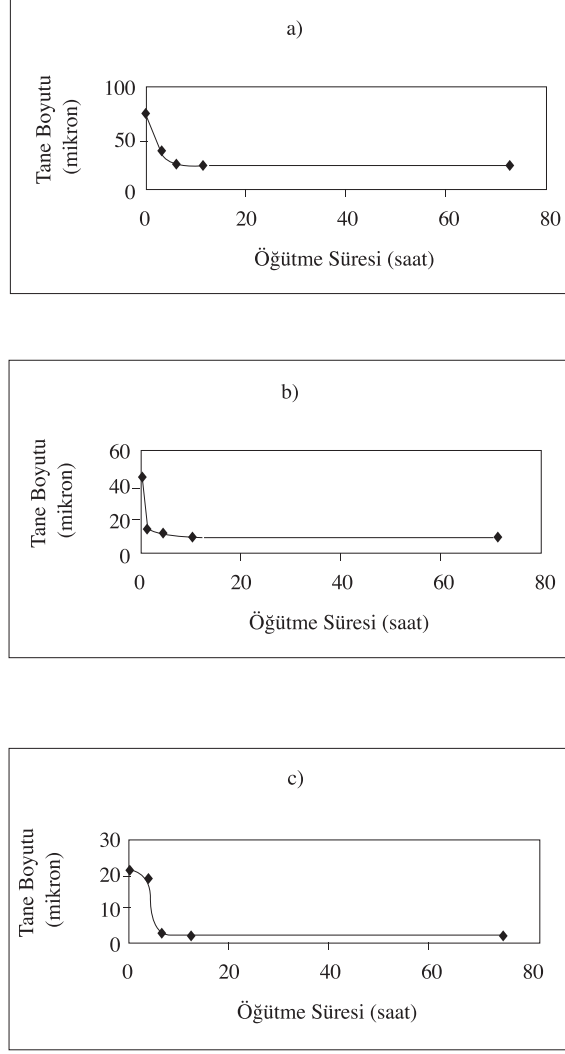 a)
Tane Boyutu
(mikron)
100
50
0
0 20 40 60 80
Öğütme Süresi (saat)
b)
Tane Boyutu
(mikron)
60
40
20
0
0 20 40 60 80
Öğütme Süresi (saat)
c)
Tane Boyutu
(mikron)
30
20
10
0
0 20 40 60 80
Öğütme Süresi (saat)